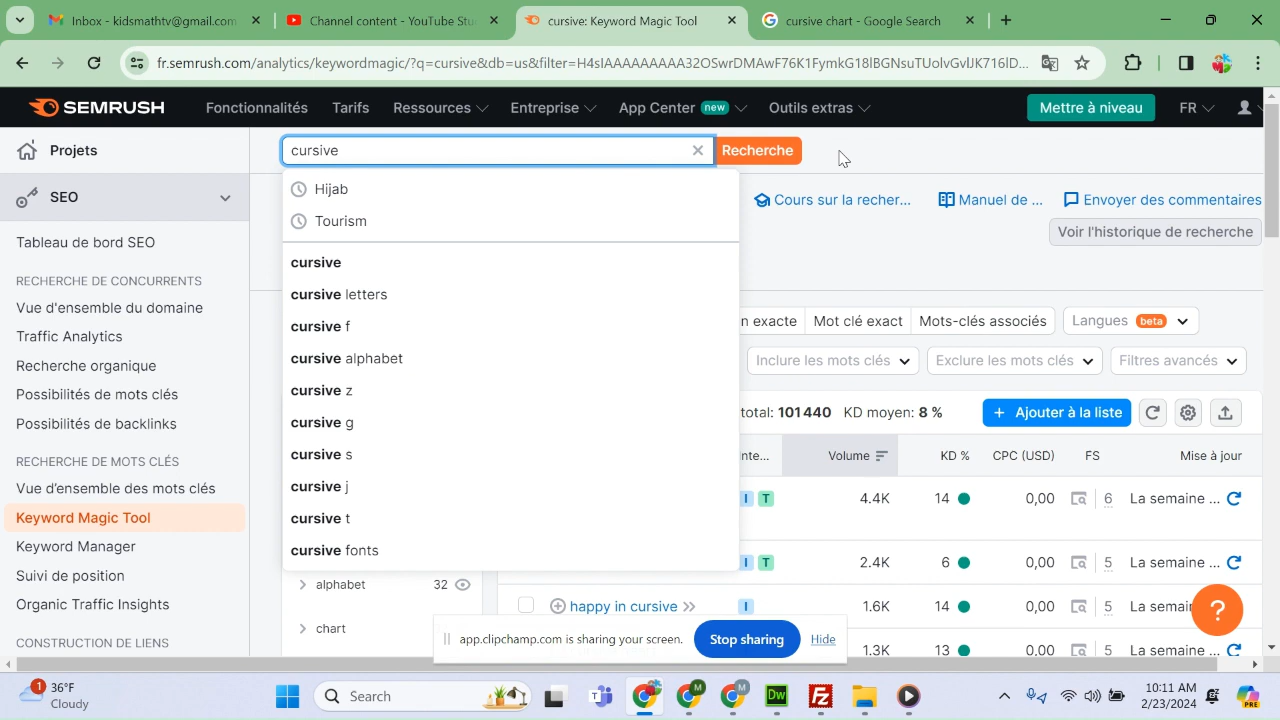 Inbox - kidsmathtv@gmail.com
Channel content - YouTube Stu
cursive: Keyword Magic Tool
cursive chart - Google Search
fr.semrush.com/analytics/keywordmagic/?q=cursive&db=us&filter=
SEMRUSH
Fonctionnalités
Tarifs
Ressources
Entreprise
App Center new
Outils extras
Mettre à niveau
FR
Projets
SEO
Tableau de bord SEO
RECHERCHE DE CONCURRENTS
Vue d'ensemble du domaine
Traffic Analytics
Recherche organique
Possibilités de mots clés
Possibilités de backlinks
RECHERCHE DE MOTS CLÉS
Vue d'ensemble des mots clés
Keyword Magic Tool
Keyword Manager
Suivi de position
Organic Traffic Insights
CONSTRUCTION DE LIENS
cursive
Recherche
Hijab
Tourism
cursive
cursive letters
cursive f
cursive alphabet
cursive z
cursive g
cursive s
cursive j
cursive t
cursive fonts
alphabet 32
chart
Cours sur la recher...
Manuel de ...
Envoyer des commentaires
Voir l'historique de recherche
n exacte
Mot clé exact
Mots-clés associés
Langues beta
Inclure les mots clés
Exclure les mots clés
Filtres avancés
total: 101 440 KD moyen: 8 %
+ Ajouter à la liste
Inte... Volume KD % CPC (USD) FS Mise à jour
I T 4.4K 14 0,00 6 La semaine ...
I T 2.4K 6 0,00 5 La semaine ...
happy in cursive I 1.6K 14 0,00 5 La semai
1.3K 13 0,00 5 La semaine ...
?
app.clipchamp.com is sharing your screen.
Stop sharing
Hide
1
36°F
Cloudy
Search
M
M
Dw
10:11 AM
2/23/2024
PRE